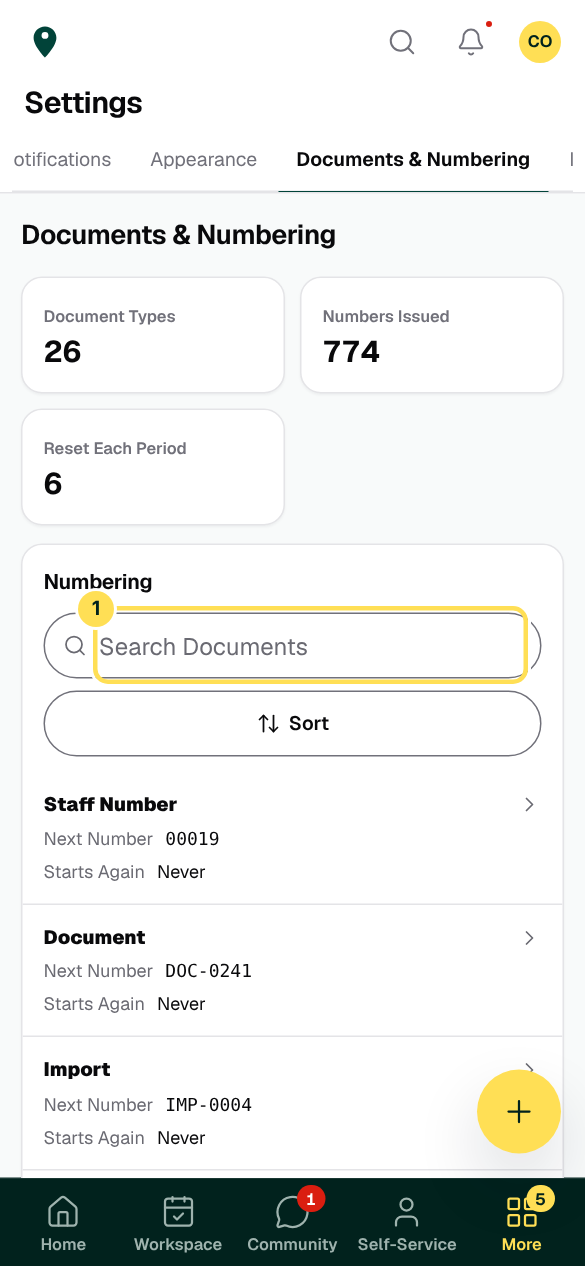 CO
Settings
otifications Appearance Documents & Numbering
Documents & Numbering
Document Types
26
Numbers Issued
774
Reset Each Period
6
Numbering
1
Search Documents
Sort
Staff Number
Next Number 00019
Starts Again Never
Document
Next Number DOC-0241
Starts Again Never
Import
Next Number IMP-0004
Starts Again Never
1
5
Home Workspace Community Self-Service More